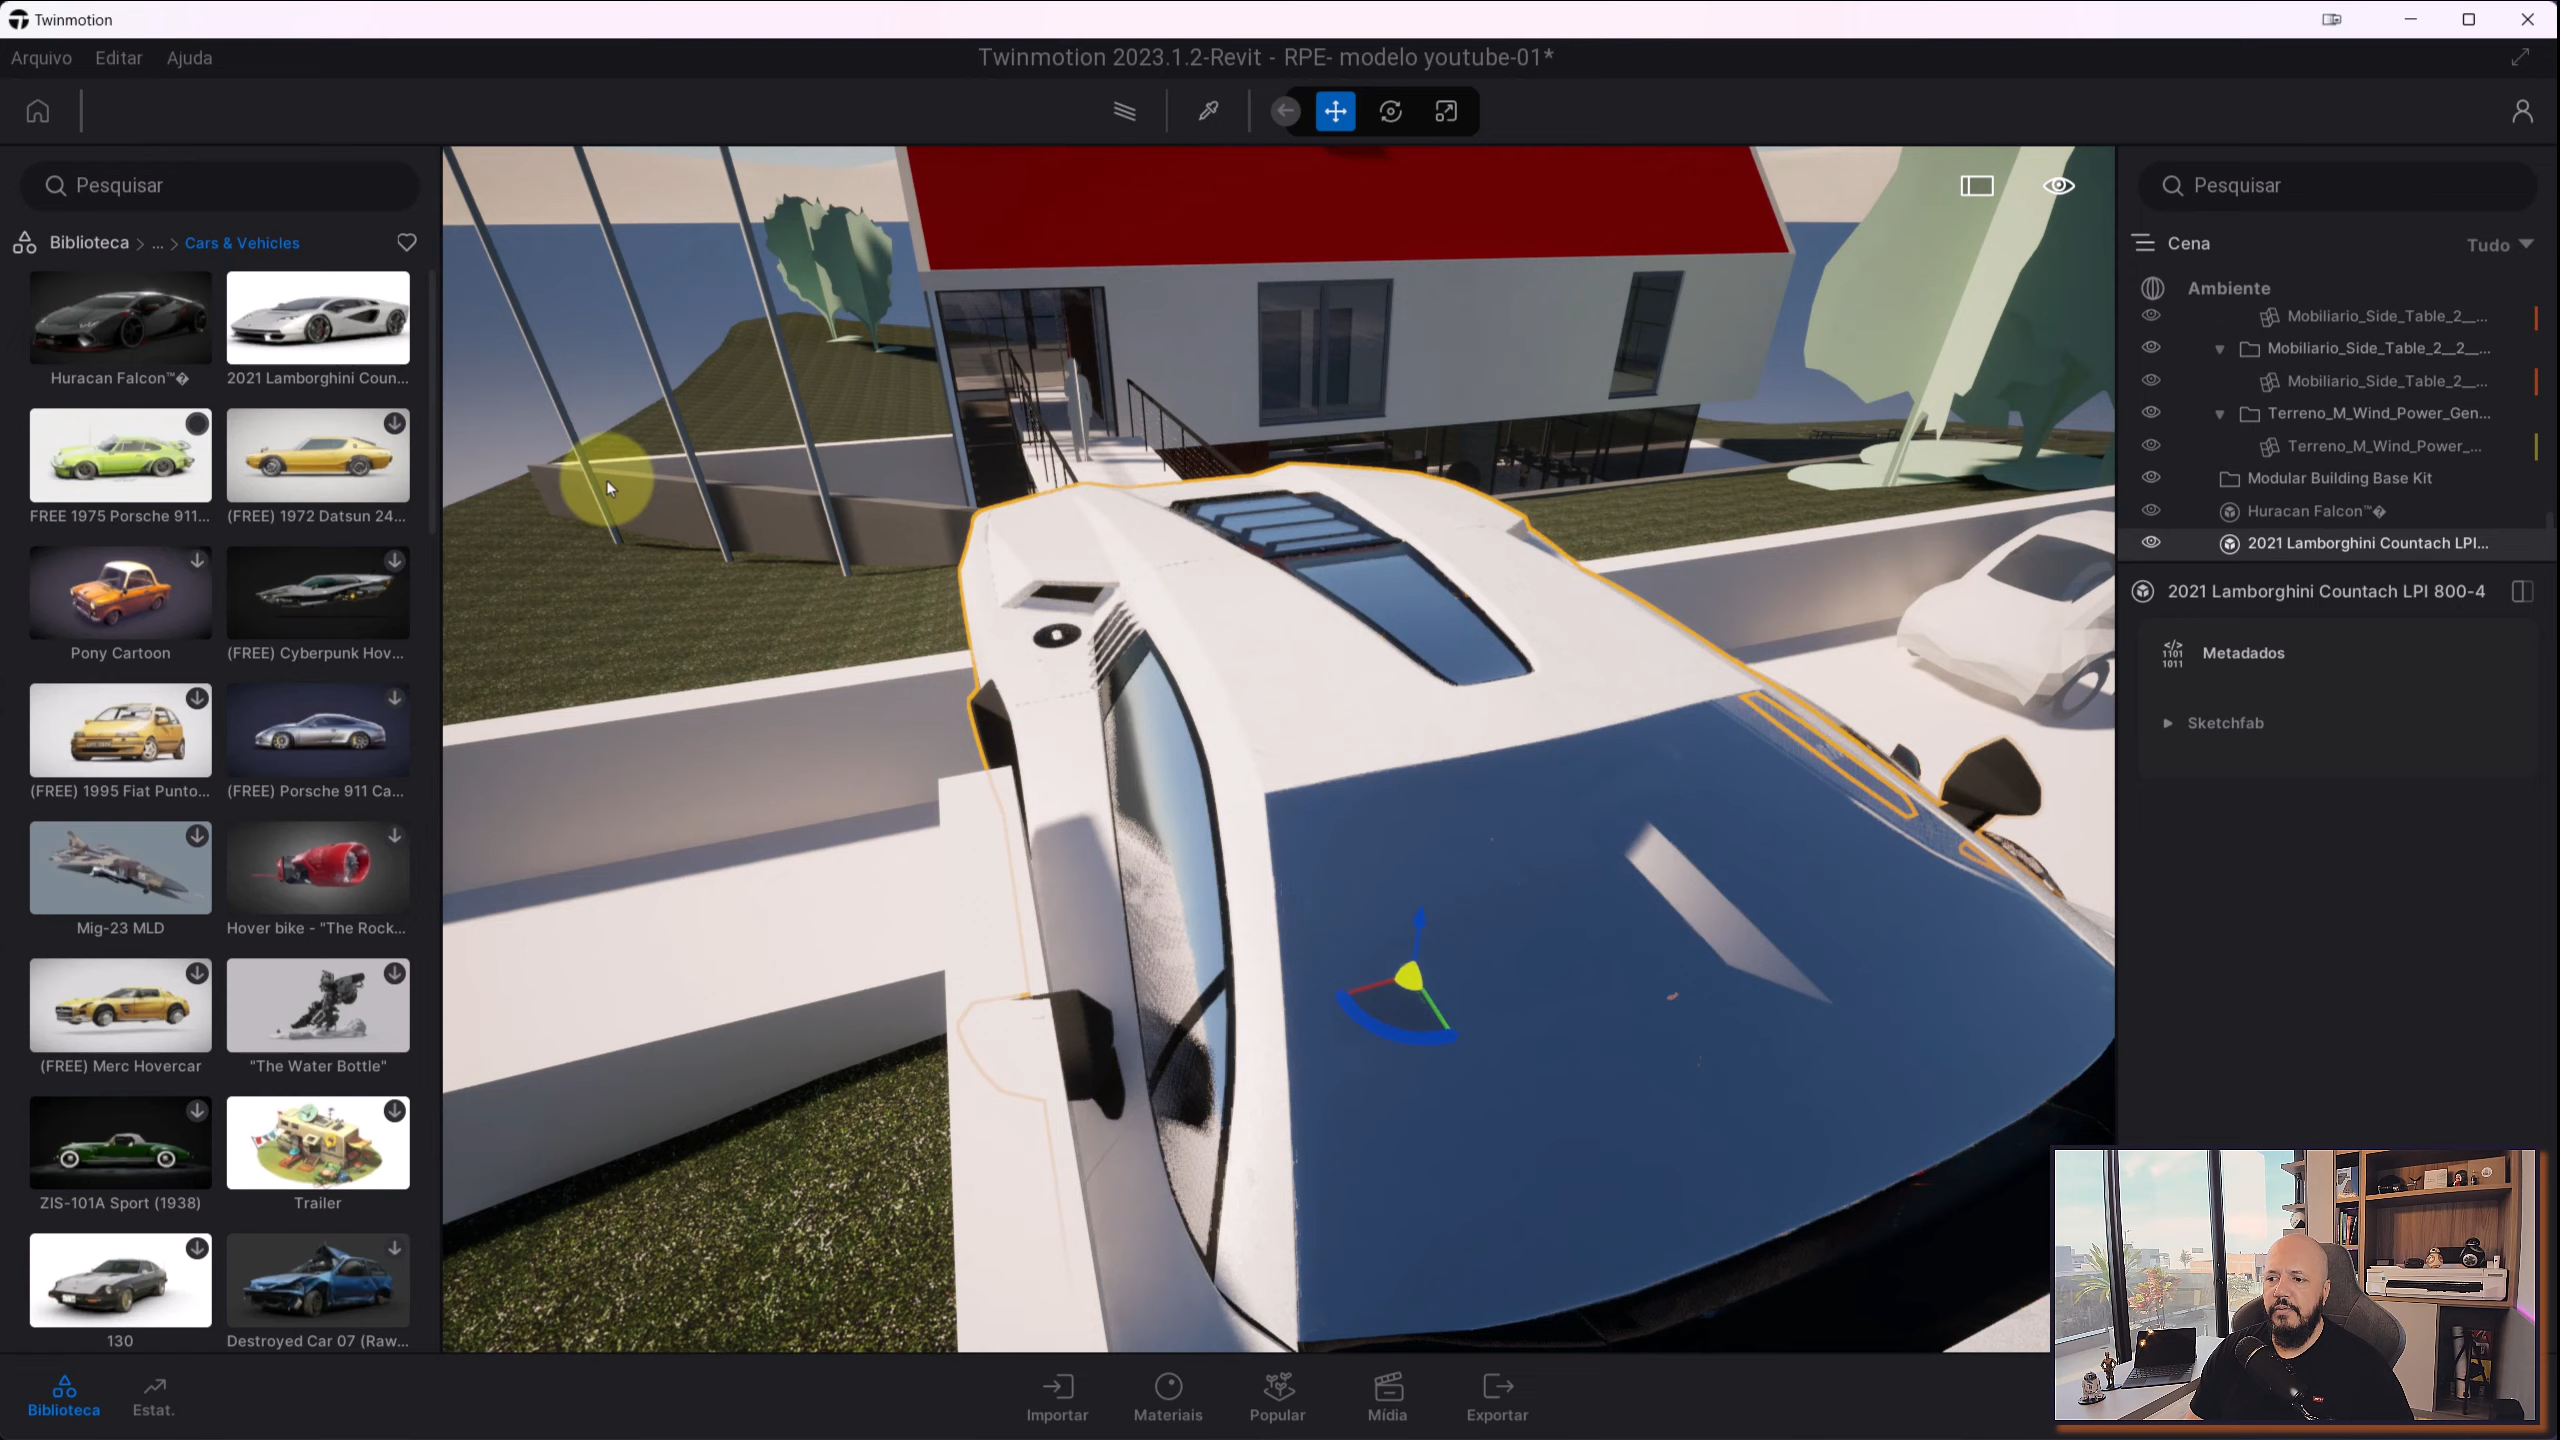 Twinmotion
Arquivo Editar Ajuda
Twinmotion 2023.1.2-Revit - RPE- modelo youtube-01*
Pesquisar
Biblioteca > ... > Cars & Vehicles
Huracan Falcon™�
2021 Lamborghini Coun...
FREE 1975 Porsche 911...
(FREE) 1972 Datsun 24...
Pony Cartoon
(FREE) Cyberpunk Hov...
(FREE) 1995 Fiat Punto...
(FREE) Porsche 911 Ca...
Mig-23 MLD
Hover bike - "The Rock...
(FREE) Merc Hovercar
"The Water Bottle"
ZIS-101A Sport (1938)
Trailer
130
Destroyed Car 07 (Raw...
Biblioteca
Estat.
Importar
Materiais
Popular
Mídia
Exportar
Pesquisar
Cena
Tudo
Ambiente
Mobiliario_Side_Table_2__...
Mobiliario_Side_Table_2__2__...
Mobiliario_Side_Table_2__...
Terreno_M_Wind_Power_Gen...
Terreno_M_Wind_Power_...
Modular Building Base Kit
Huracan Falcon™�
2021 Lamborghini Countach LPI...
2021 Lamborghini Countach LPI 800-4
</>
1101
1011
Metadados
Sketchfab